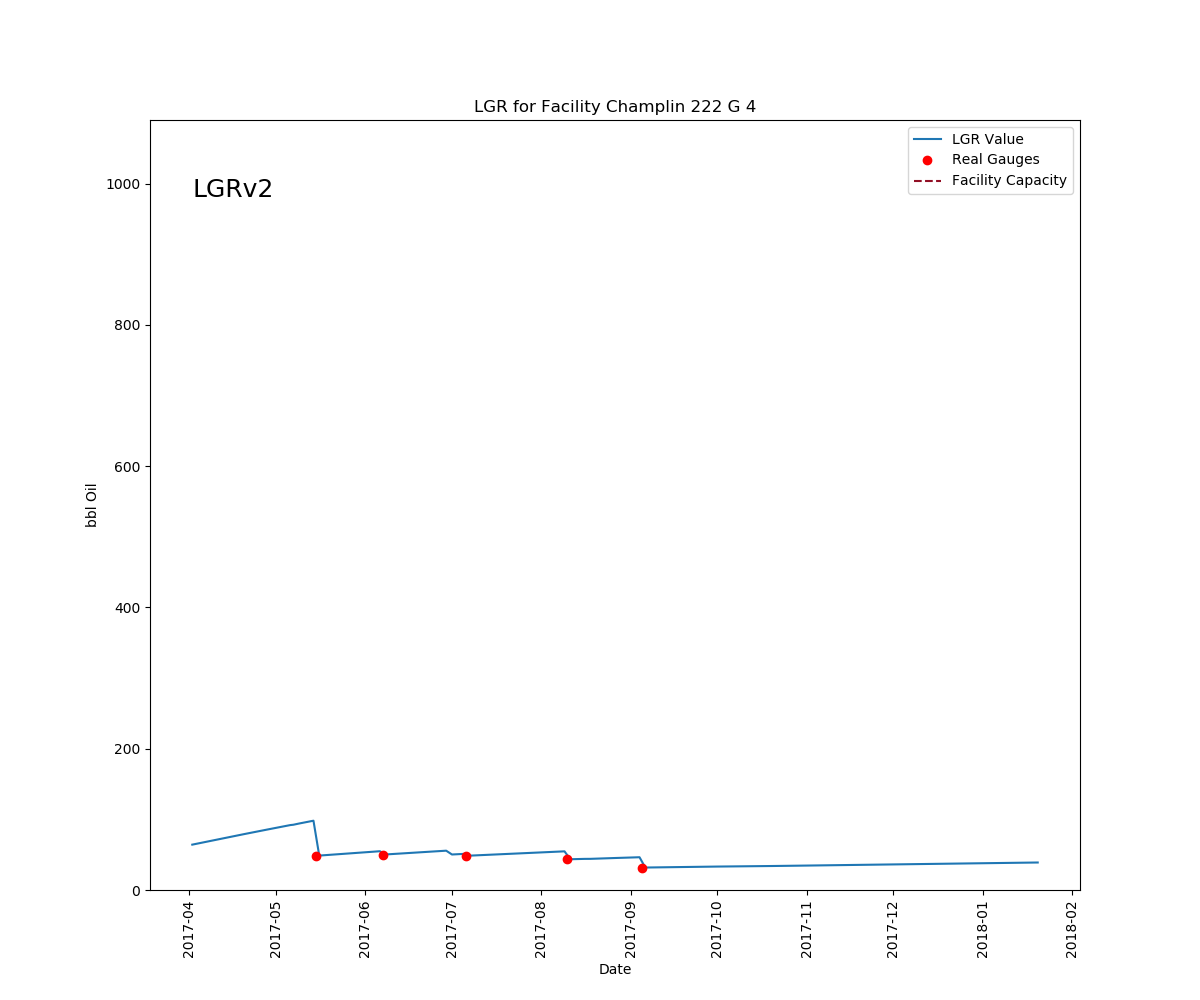 LGR for Facility Champlin 222 G 4
LGRv2
LGR Value
Real Gauges
Facility Capacity
bbl Oil
1000
800
600
400
200
0
2017-04
2017-05
2017-06
2017-07
2017-08
2017-09
2017-10
2017-11
2017-12
2018-01
2018-02
Date